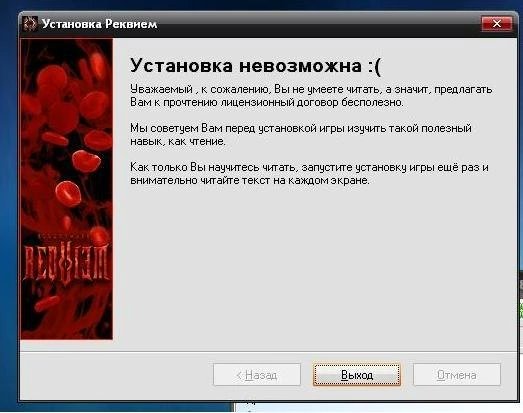 Установка Реквием
Установка невозможна :(
Уважаемый , к сожалению, Вы не умеете читать, а значит, предлагать
Вам к прочтению лицензионный договор бесполезно.
Мы советуем Вам перед установкой игры изучить такой полезный
навык, как чтение.
Как только Вы научитесь читать, запустите установку игры ещё раз и
внимательно читайте текст на каждом экране.
REQUIEM
< Назад
Выход
Отмена